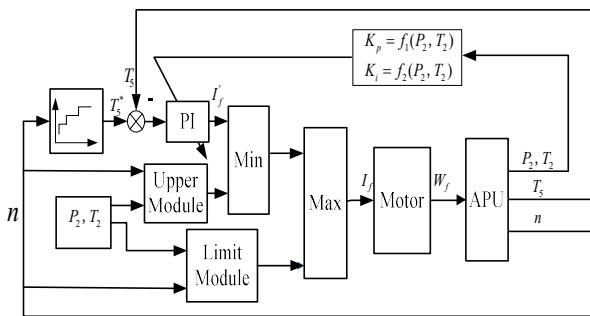 K_p = f_1(P_2, T_2)
K_i = f_2(P_2, T_2)
T_5
T_5^*
-
PI
I_f^'
Min
Upper
Module
n
P_2, T_2
Limit
Module
Max
I_f
Motor
W_f
APU
P_2, T_2
T_5
n